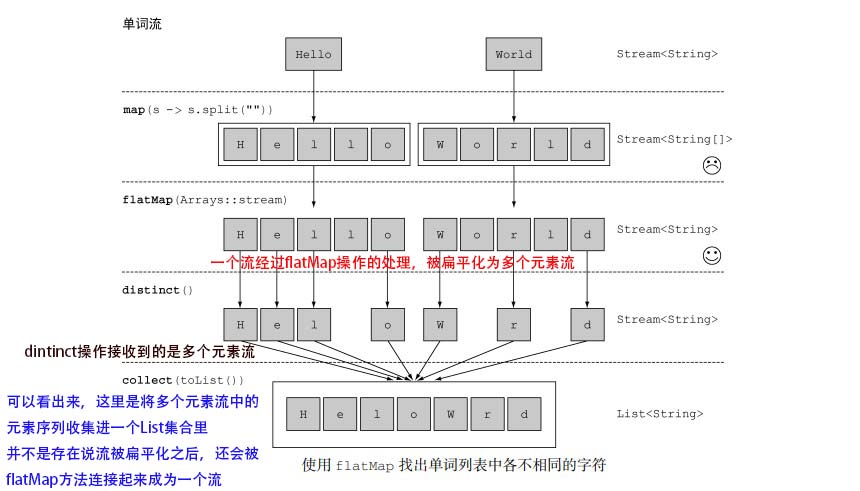 单词流
Hello World Stream<String>
map(s -> s.split(""))
H e l l o W o r l d Stream<String[]>
flatMap(Arrays::stream)
H e l l o W o r l d Stream<String>
一个流经过flatMap操作的处理，被扁平化为多个元素流
distinct()
H e l o W r d Stream<String>
dintinct操作接收到的是多个元素流
collect(toList())
可以看出来，这里是将多个元素流中的
元素序列收集进一个List集合里
并不是存在说流被扁平化之后，还会被
flatMap方法连接起来成为一个流
H e l o W r d List<String>
使用 flatMap 找出单词列表中各不相同的字符